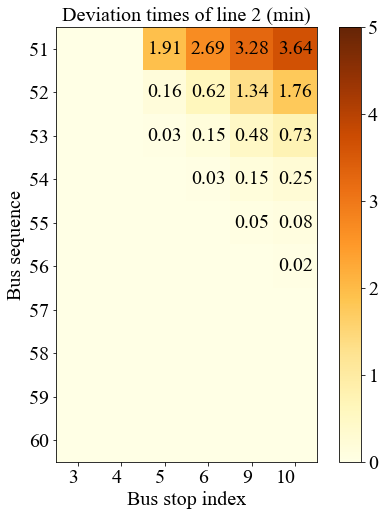 Deviation times of line 2 (min)
51 1.91 2.69 3.28 3.64
52 0.16 0.62 1.34 1.76
53 0.03 0.15 0.48 0.73
54 0.03 0.15 0.25
55 0.05 0.08
56 0.02
57
58
59
60
3 4 5 6 9 10
Bus stop index
Bus sequence
5
4
3
2
1
0